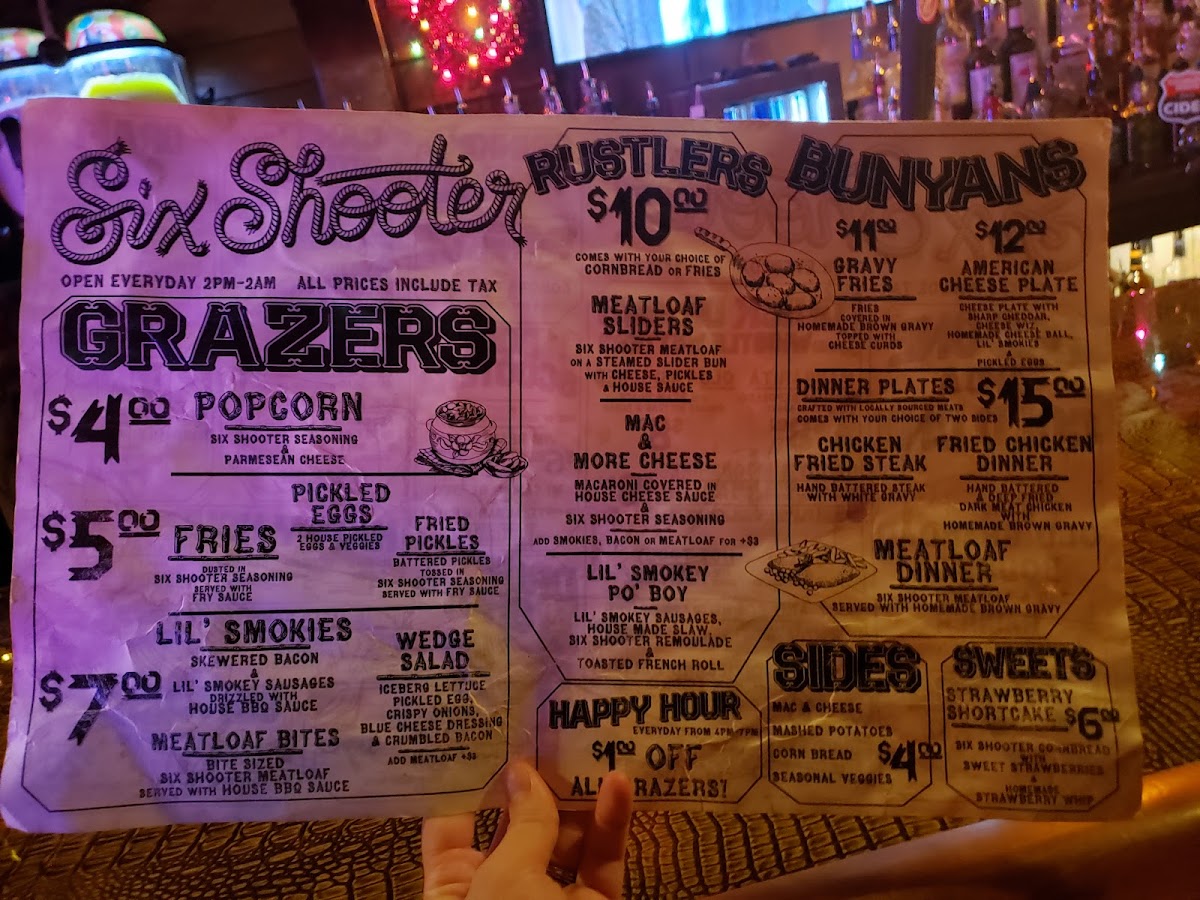 Six Shooter
OPEN EVERYDAY 2PM-2AM ALL PRICES INCLUDE TAX
GRAZERS
$4.00
POPCORN
SIX SHOOTER SEASONING
&
PARMESEAN CHEESE
$5.00
FRIES
DUSTED IN
SIX SHOOTER SEASONING
SERVED WITH
FRY SAUCE
PICKLED
EGGS
2 HOUSE PICKLED
EGGS & VEGGIES
FRIED
PICKLES
BATTERED PICKLES
TOSSED IN
SIX SHOOTER SEASONING
SERVED WITH FRY SAUCE
$7.00
LIL' SMOKIES
SKEWERED BACON
&
LIL' SMOKEY SAUSAGES
DRIZZLED WITH
HOUSE BBQ SAUCE
MEATLOAF BITES
BITE SIZED
SIX SHOOTER MEATLOAF
SERVED WITH HOUSE BBQ SAUCE
WEDGE
SALAD
ICEBERG LETTUCE
PICKLED EGG,
CRISPY ONIONS,
BLUE CHEESE DRESSING
& CRUMBLED BACON
ADD MEATLOAF +$3
RUSTLERS
$10.00
COMES WITH YOUR CHOICE OF
CORNBREAD OR FRIES
MEATLOAF
SLIDERS
SIX SHOOTER MEATLOAF
ON A STEAMED SLIDER BUN
WITH CHEESE, PICKLES
& HOUSE SAUCE
MAC
&
MORE CHEESE
MACARONI COVERED IN
HOUSE CHEESE SAUCE
&
SIX SHOOTER SEASONING
ADD SMOKIES, BACON OR MEATLOAF FOR +$3
LIL' SMOKEY
PO' BOY
LIL' SMOKEY SAUSAGES,
HOUSE MADE SLAW,
SIX SHOOTER REMOULADE
&
TOASTED FRENCH ROLL
HAPPY HOUR
EVERYDAY FROM 4PM-7PM
$1.00 OFF
ALL GRAZERS!
BUNYANS
$11.00
GRAVY
FRIES
FRIES
COVERED IN
HOMEMADE BROWN GRAVY
TOPPED WITH
CHEESE CURDS
$12.00
AMERICAN
CHEESE PLATE
CHEESE PLATE WITH
SHARP CHEDDAR,
CHEESE WIZ,
HOMEMADE CHEESE BALL,
LIL' SMOKIES
&
PICKLED EGGS
DINNER PLATES $15.00
CRAFTED WITH LOCALLY SOURCED MEATS
COMES WITH YOUR CHOICE OF TWO SIDES
CHICKEN
FRIED STEAK
HAND BATTERED STEAK
WITH WHITE GRAVY
FRIED CHICKEN
DINNER
HAND BATTERED
& DEEP FRIED
DARK MEAT CHICKEN
WITH
HOMEMADE BROWN GRAVY
MEATLOAF
DINNER
SIX SHOOTER MEATLOAF
SERVED WITH HOMEMADE BROWN GRAVY
SIDES
MAC & CHEESE
MASHED POTATOES
CORN BREAD
SEASONAL VEGGIES
$4.00
SWEETS
STRAWBERRY
SHORTCAKE $6.00
SIX SHOOTER CORNBREAD
WITH
SWEET STRAWBERRIES
&
HOMEMADE
STRAWBERRY WHIP
CIDER